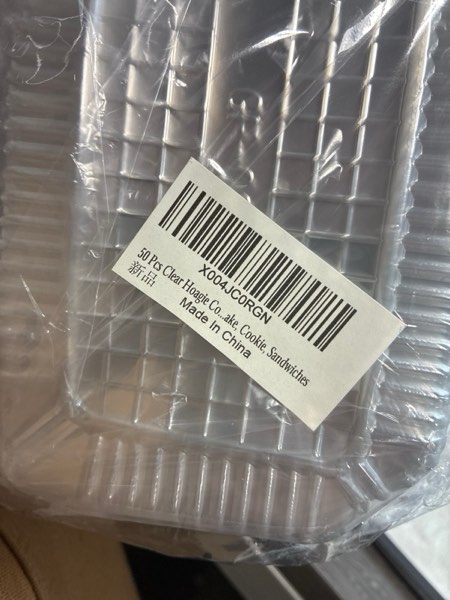 X004JC0RGN
50 Pcs Clear Hoagie Co...ake, Cookie, Sandwiches
新品
Made in China